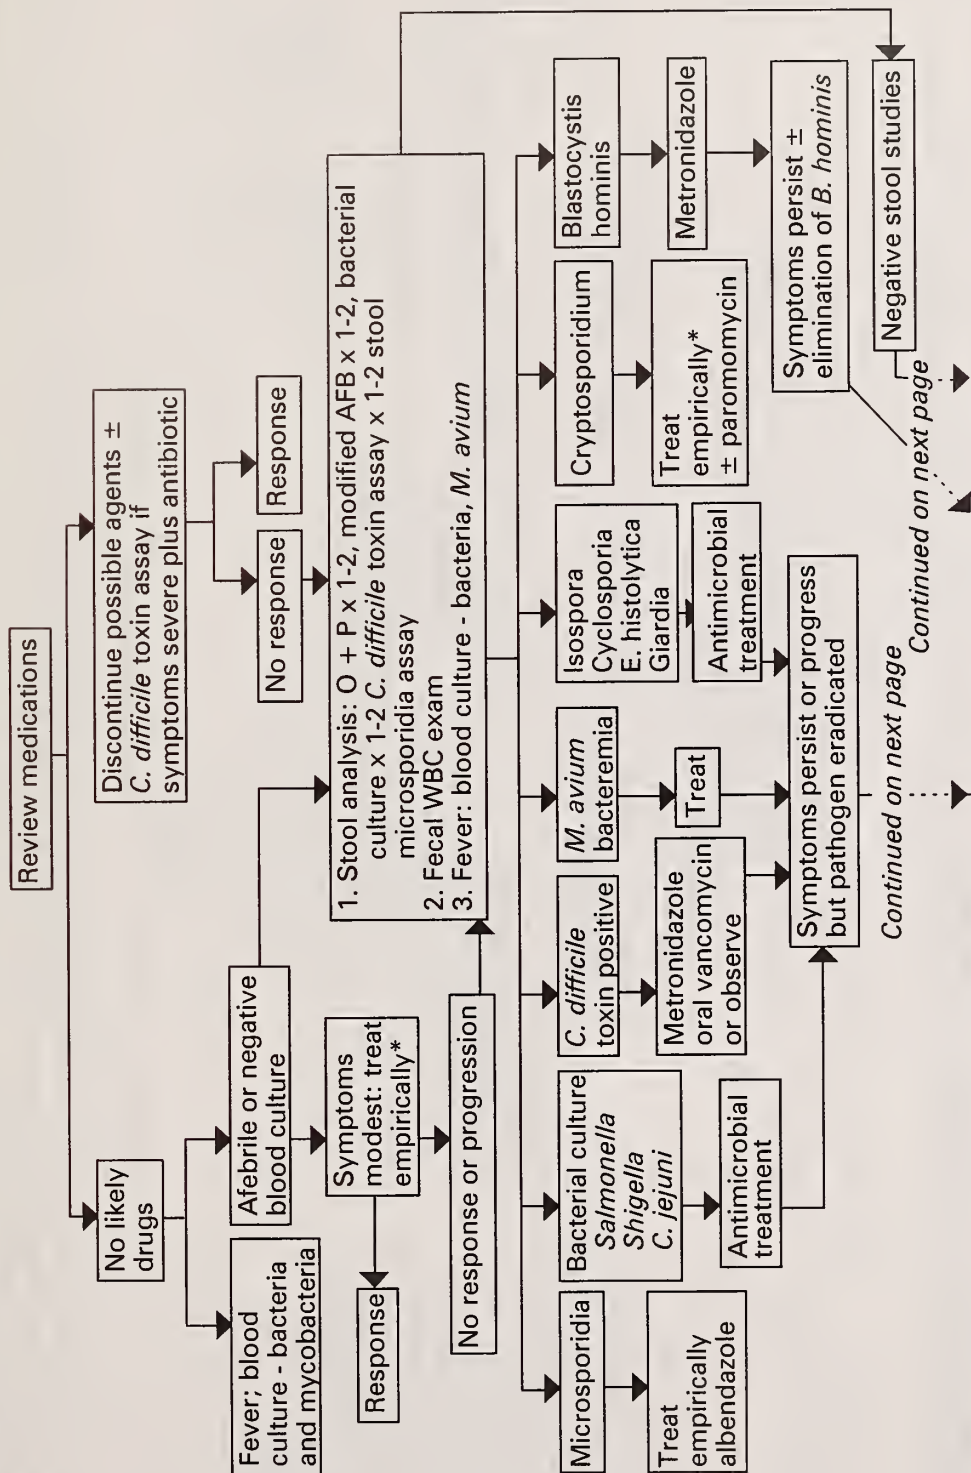 Review medications
No likely
drugs
Discontinue possible agents ±
C. difficile toxin assay if
symptoms severe plus antibiotic
Fever; blood
culture - bacteria
and mycobacteria
Afebrile or negative
blood culture
No response
Response
Symptoms
modest: treat
empirically*
Response
No response or progression
1. Stool analysis: O + P x 1-2, modified AFB x 1-2, bacterial
culture x 1-2 C. difficile toxin assay x 1-2 stool
microsporidia assay
2. Fecal WBC exam
3. Fever: blood culture - bacteria, M. avium
Microsporidia
Treat
empirically
albendazole
Bacterial culture
Salmonella
Shigella
C. jejuni
Antimicrobial
treatment
C. difficile
toxin positive
Metronidazole
oral vancomycin
or observe
M. avium
bacteremia
Treat
Isospora
Cyclosporia
E. histolytica
Giardia
Antimicrobial
treatment
Cryptosporidium
Treat
empirically*
± paromomycin
Blastocystis
hominis
Metronidazole
Symptoms persist ±
elimination of B. hominis
Symptoms persist or progress
but pathogen eradicated
Negative stool studies
Continued on next page
Continued on next page